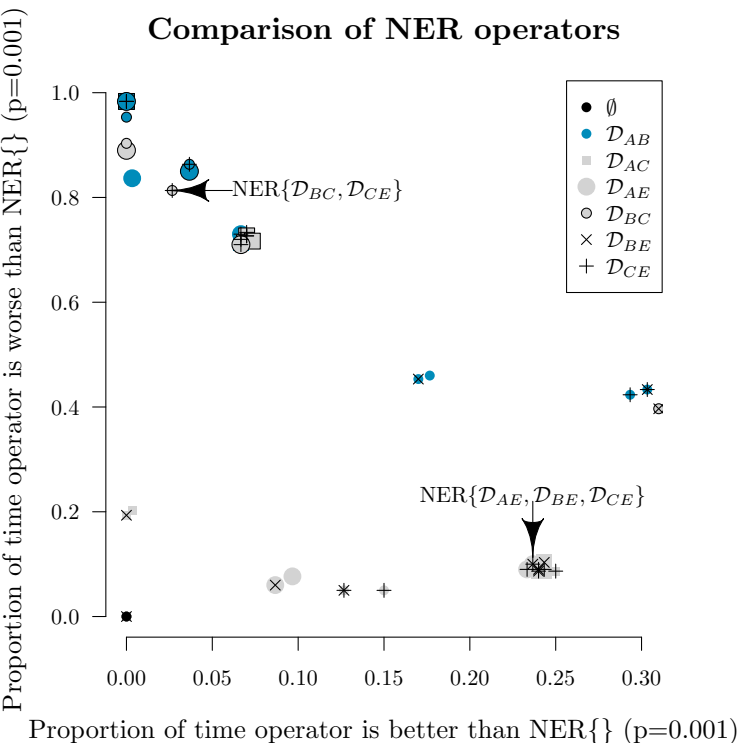 Comparison of NER operators
Proportion of time operator is worse than NER{} (p=0.001)
1.0
0.8
0.6
0.4
0.2
0.0
∅
𝒟_AB
𝒟_AC
𝒟_AE
𝒟_BC
𝒟_BE
𝒟_CE
NER{𝒟_BC, 𝒟_CE}
NER{𝒟_AE, 𝒟_BE, 𝒟_CE}
0.00 0.05 0.10 0.15 0.20 0.25 0.30
Proportion of time operator is better than NER{} (p=0.001)